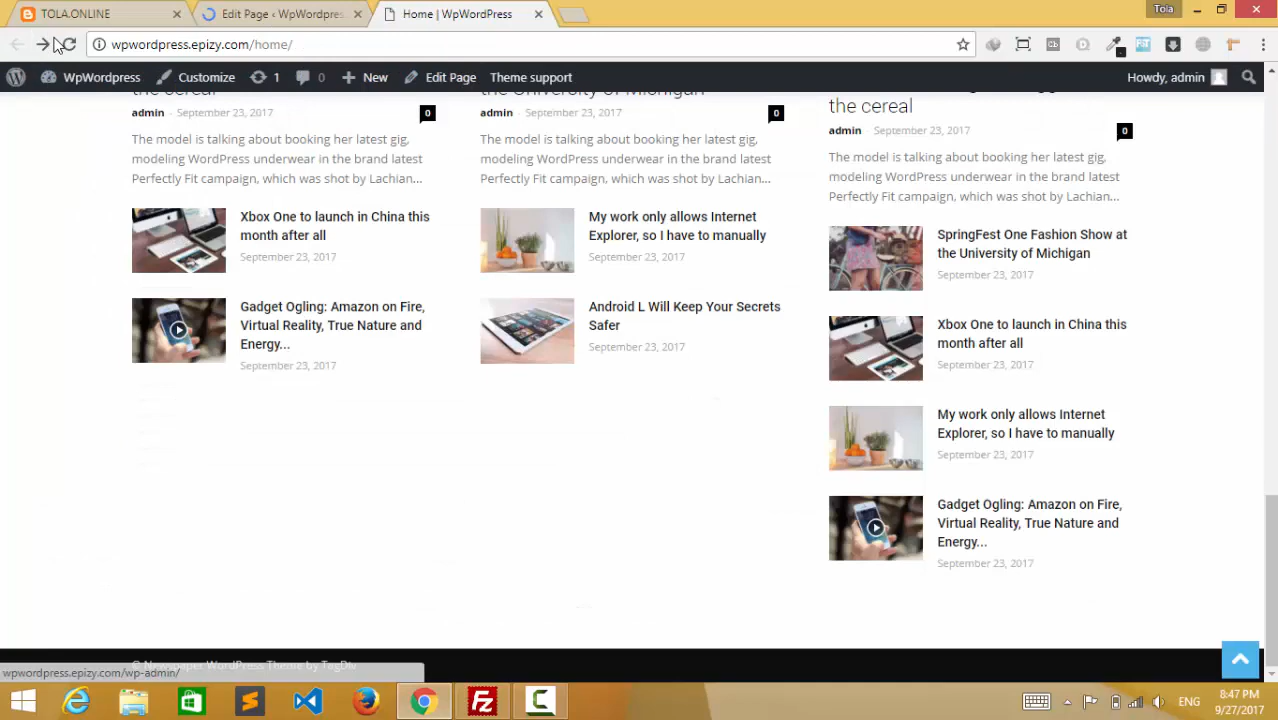 TOLA.ONLINE
Edit Page ‹ WpWordpres
Home | WpWordPress
Tola
wpwordpress.epizy.com/home/
WpWordpress
Customize
1
0
New
Edit Page
Theme support
Howdy, admin
the cereal
admin - September 23, 2017
0
The model is talking about booking her latest gig,
modeling WordPress underwear in the brand latest
Perfectly Fit campaign, which was shot by Lachian...
Xbox One to launch in China this
month after all
September 23, 2017
Gadget Ogling: Amazon on Fire,
Virtual Reality, True Nature and
Energy...
September 23, 2017
the University of Michigan
admin - September 23, 2017
0
The model is talking about booking her latest gig,
modeling WordPress underwear in the brand latest
Perfectly Fit campaign, which was shot by Lachian...
My work only allows Internet
Explorer, so I have to manually
September 23, 2017
Android L Will Keep Your Secrets
Safer
September 23, 2017
the cereal
admin - September 23, 2017
0
The model is talking about booking her latest gig,
modeling WordPress underwear in the brand latest
Perfectly Fit campaign, which was shot by Lachian...
SpringFest One Fashion Show at
the University of Michigan
September 23, 2017
Xbox One to launch in China this
month after all
September 23, 2017
My work only allows Internet
Explorer, so I have to manually
September 23, 2017
Gadget Ogling: Amazon on Fire,
Virtual Reality, True Nature and
Energy...
September 23, 2017
© Newspaper WordPress Theme by TagDiv
wpwordpress.epizy.com/wp-admin/
ENG
8:47 PM
9/27/2017